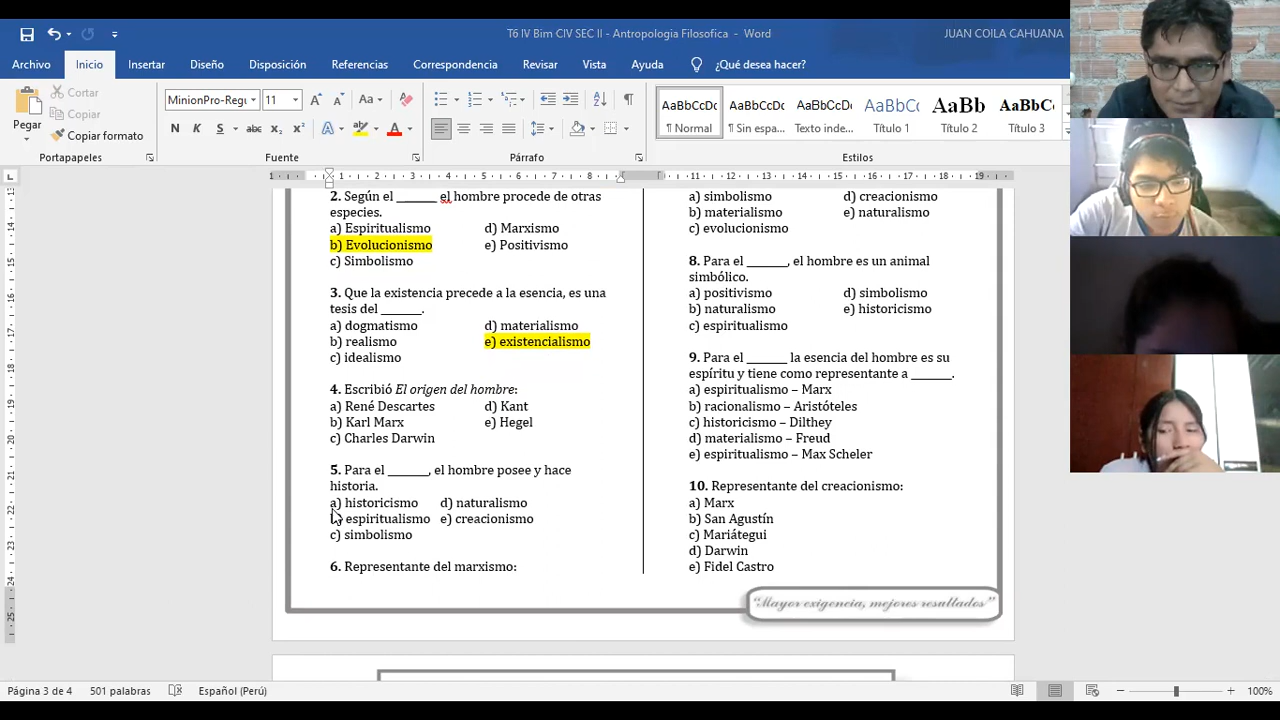 T6 IV Bim CIV SEC II - Antropologia Filosofica - Word
JUAN COILA CAHUANA
Archivo Inicio Insertar Diseño Disposición Referencias Correspondencia Revisar Vista Ayuda ¿Qué desea hacer?
Pegar
Cortar
Copiar
Copiar formato
Portapapeles
MinionPro-Regu 11
Fuente
Párrafo
AaBbCcDc AaBbCcDc AaBbCcDc AaBbCc AaBb AaBbCc
¶ Normal ¶ Sin espa... Texto inde... Título 1 Título 2 Título 3
Estilos
2. Según el _______ el hombre procede de otras
especies.
a) Espiritualismo d) Marxismo
b) Evolucionismo e) Positivismo
c) Simbolismo
3. Que la existencia precede a la esencia, es una
tesis del _______.
a) dogmatismo d) materialismo
b) realismo e) existencialismo
c) idealismo
4. Escribió El origen del hombre:
a) René Descartes d) Kant
b) Karl Marx e) Hegel
c) Charles Darwin
5. Para el _______, el hombre posee y hace
historia.
a) historicismo d) naturalismo
espiritualismo e) creacionismo
c) simbolismo
6. Representante del marxismo:
a) simbolismo d) creacionismo
b) materialismo e) naturalismo
c) evolucionismo
8. Para el _______, el hombre es un animal
simbólico.
a) positivismo d) simbolismo
b) naturalismo e) historicismo
c) espiritualismo
9. Para el _______ la esencia del hombre es su
espíritu y tiene como representante a _______.
a) espiritualismo – Marx
b) racionalismo – Aristóteles
c) historicismo – Dilthey
d) materialismo – Freud
e) espiritualismo – Max Scheler
10. Representante del creacionismo:
a) Marx
b) San Agustín
c) Mariátegui
d) Darwin
e) Fidel Castro
"Mayor exigencia, mejores resultados"
Página 3 de 4 501 palabras Español (Perú) 100%